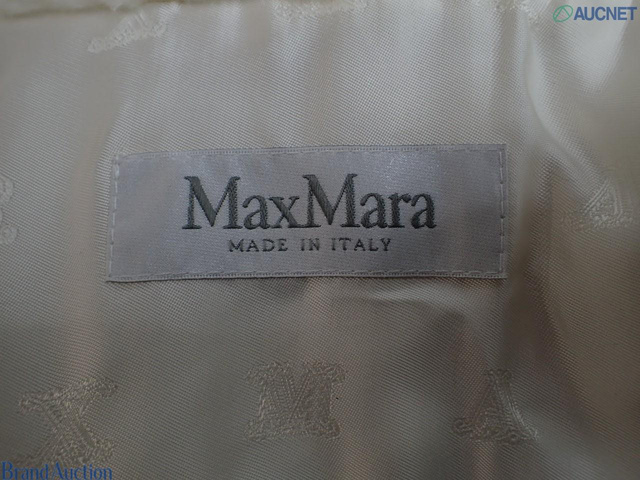 AUCNET
MaxMara
MADE IN ITALY
X M A
Brand Auction